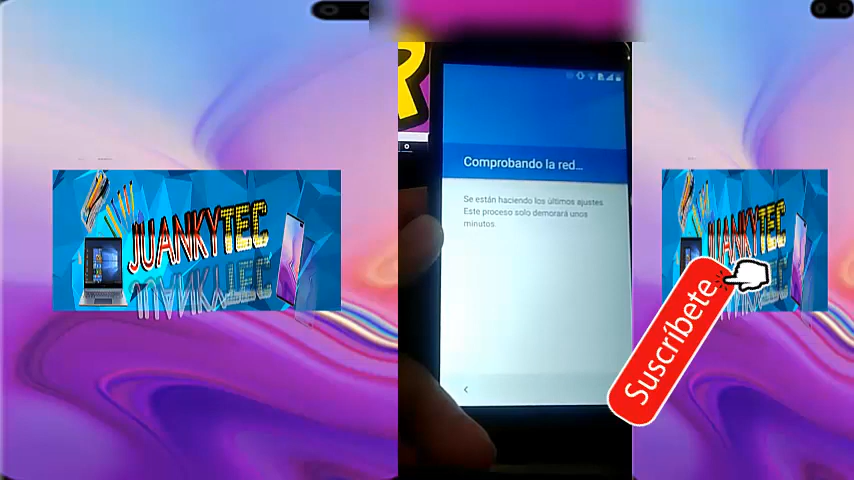 JUANKYTEC
Comprobando la red...
Se están haciendo los últimos ajustes
Este proceso solo demorará unos
minutos
JUANKYTEC
Suscríbete